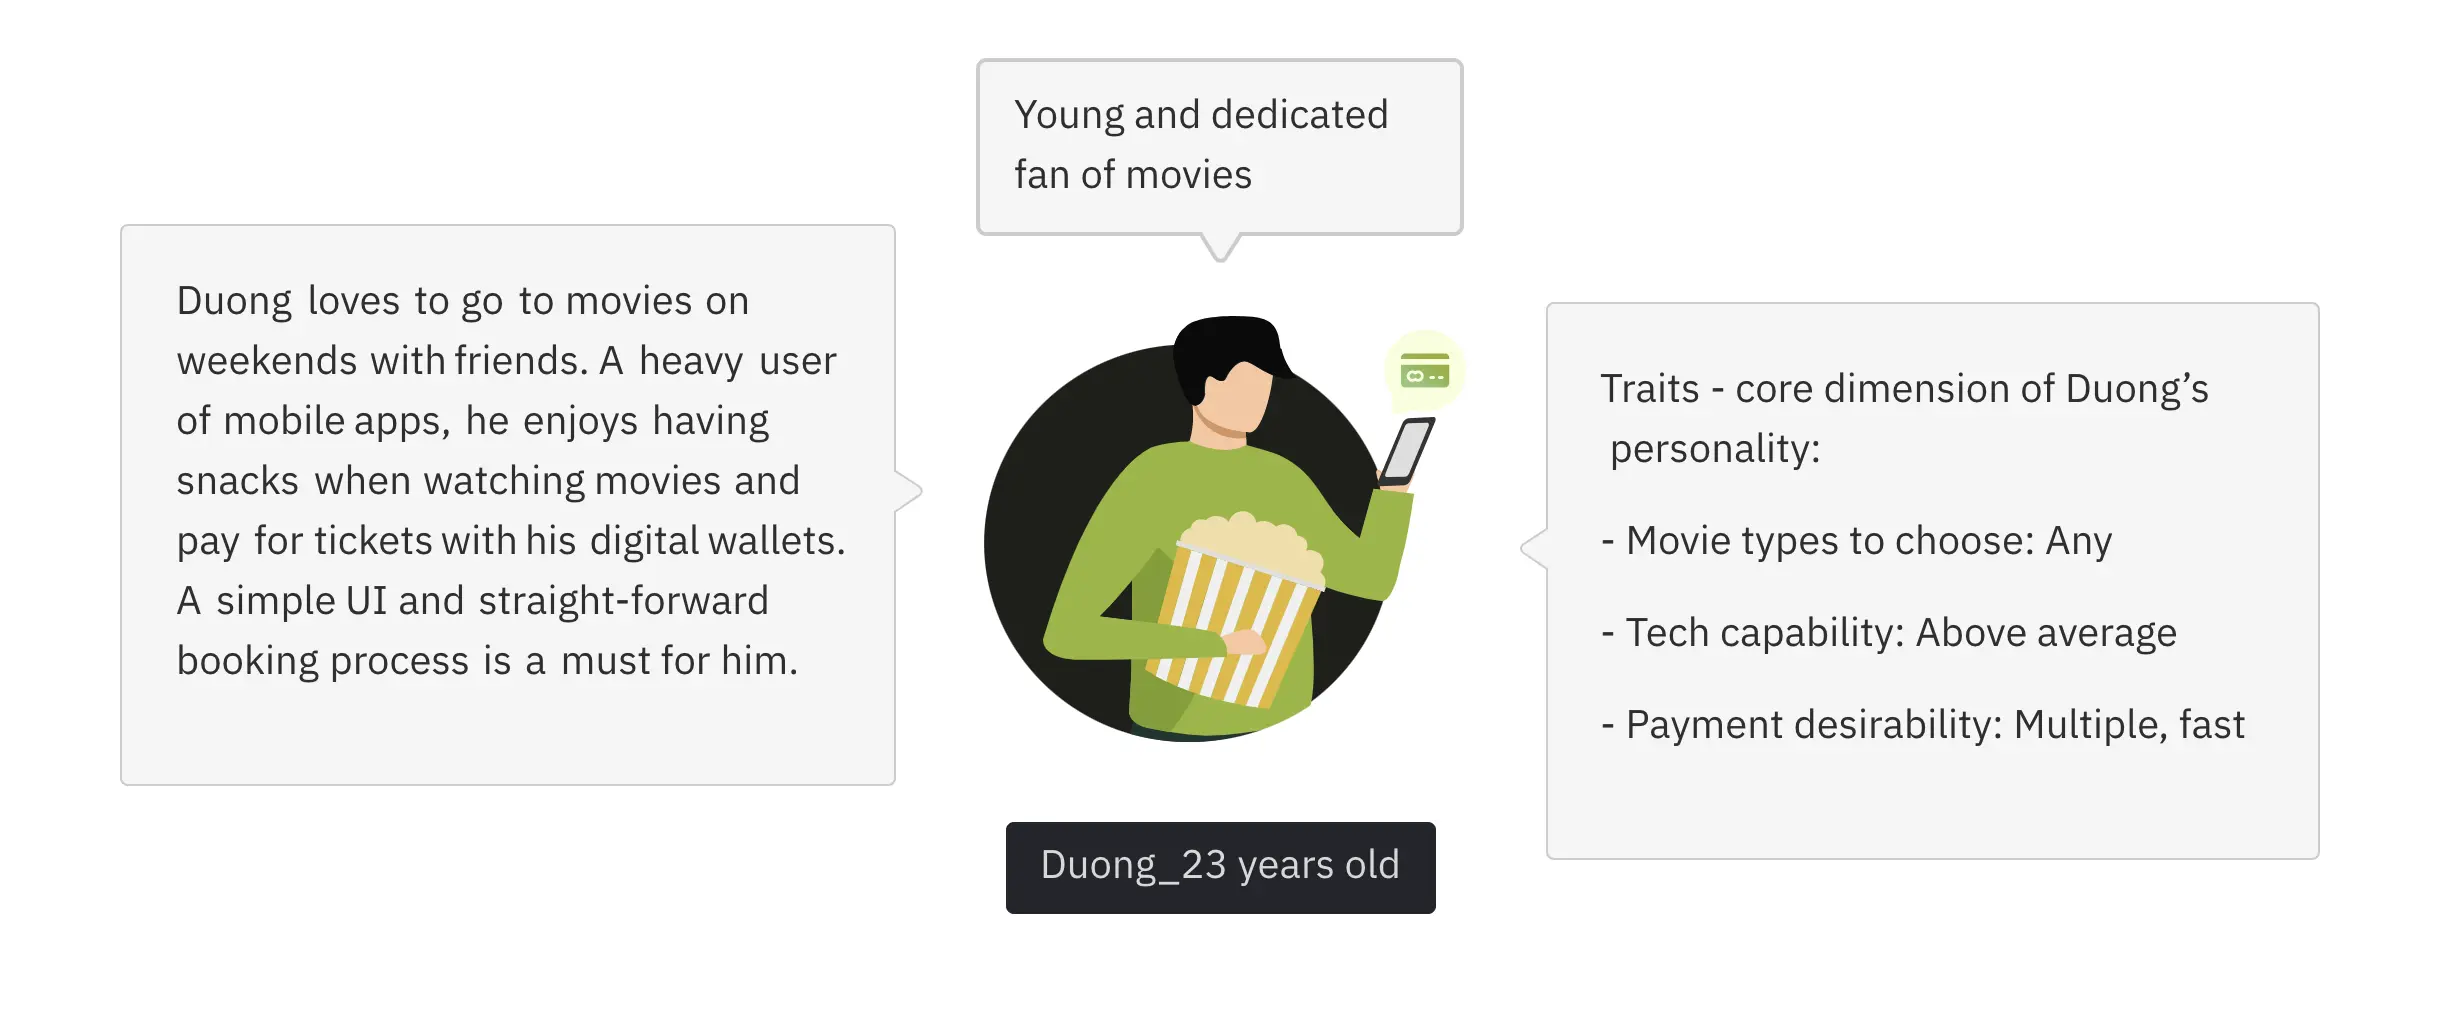 Young and dedicated
fan of movies
Duong loves to go to movies on
weekends with friends. A heavy user
of mobile apps, he enjoys having
snacks when watching movies and
pay for tickets with his digital wallets.
A simple UI and straight-forward
booking process is a must for him.
Traits - core dimension of Duong’s
personality:
- Movie types to choose: Any
- Tech capability: Above average
- Payment desirability: Multiple, fast
Duong_23 years old